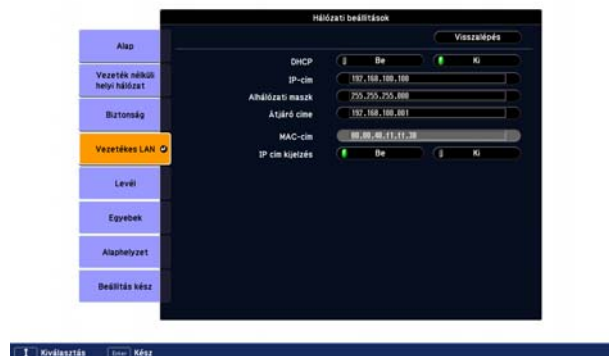 Hálózati beállítások
Visszalépés
Alap
Vezeték nélküli
helyi hálózat
Biztonság
Vezetékes LAN
Levél
Egyebek
Alaphelyzet
Beállítás kész
DHCP Be Ki
IP-cím 192.168.100.100
Alhálózati maszk 255.255.255.000
Átjáró címe 192.168.100.001
MAC-cím
IP cím kijelzés Be Ki
Kiválasztás Enter Kész